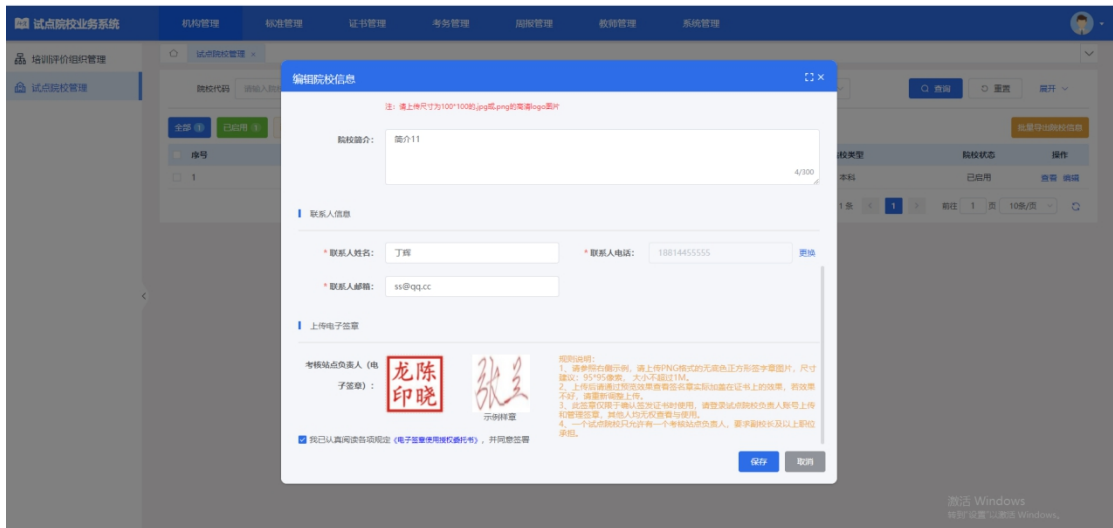 试点院校业务系统
机构管理 标准管理 证书管理 考务管理 周报管理 教师管理 系统管理
培训评价组织管理
试点院校管理
试点院校管理 ×
院校代码 请输入院校
查询 重置 展开
全部 1 已启用
批量导出院校信息
序号 院校类型 院校状态 操作
1 本科 已启用 查看 编辑
1 条 1 前往 1 页 10条/页
编辑院校信息
注：请上传尺寸为100*100的.jpg或.png的高清logo图片
院校简介： 简介11
4/300
联系人信息
* 联系人姓名： 丁辉
* 联系人电话： 18814455555 更换
* 联系人邮箱： ss@qq.cc
上传电子签章
考核站点负责人（电
子签章）：
龙陈
印晓
示例样章
规则说明：
1、请参照右侧示例，请上传PNG格式的无底色正方形签字章图片，尺寸
建议：95*95像素，大小不超过1M。
2、上传后请通过预览效果查看签名章实际加盖在证书上的效果，若效果
不好，请重新调整上传。
3、此签章仅限于确认签发证书时使用，请登录试点院校负责人账号上传
和管理签章，其他人均无权查看与使用。
4、一个试点院校只允许有一个考核站点负责人，要求副校长及以上职位
承担。
我已认真阅读各项规定《电子签章使用授权委托书》，并同意签署
保存 取消
激活 Windows
转到"设置"以激活 Windows。